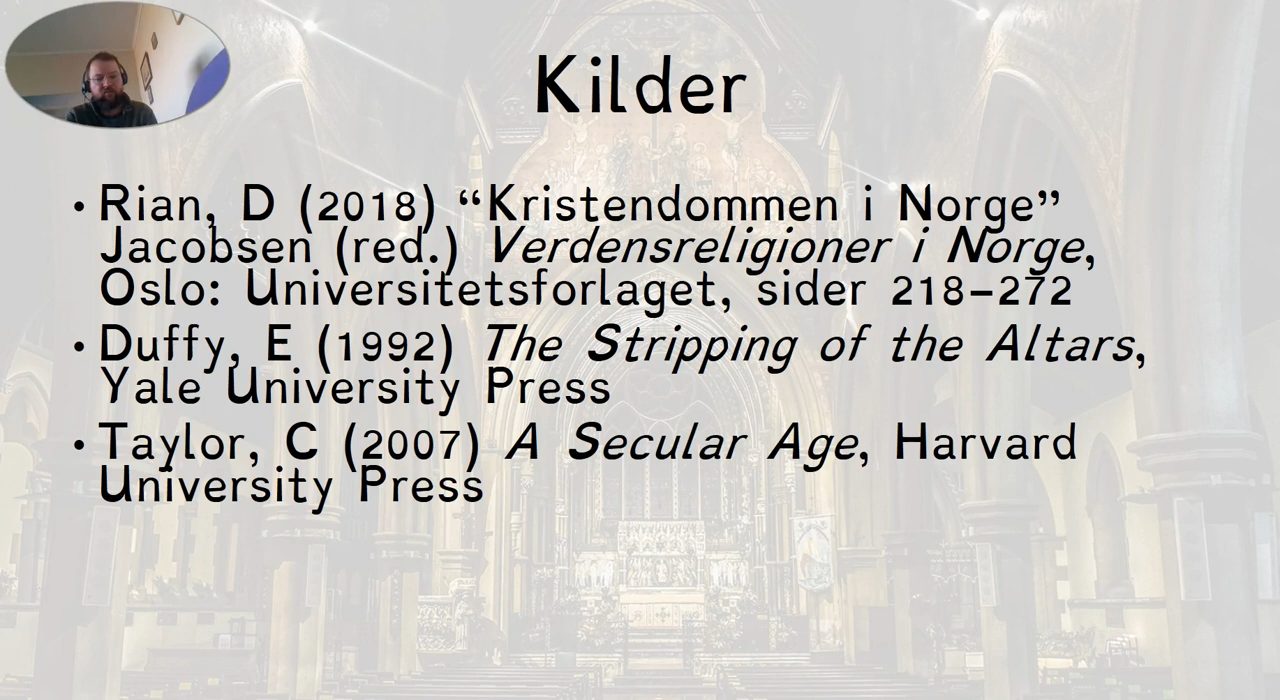 Kilder
• Rian, D (2018) “Kristendommen i Norge”
Jacobsen (red.) Verdensreligioner i Norge,
Oslo: Universitetsforlaget, sider 218–272
• Duffy, E (1992) The Stripping of the Altars,
Yale University Press
• Taylor, C (2007) A Secular Age, Harvard
University Press